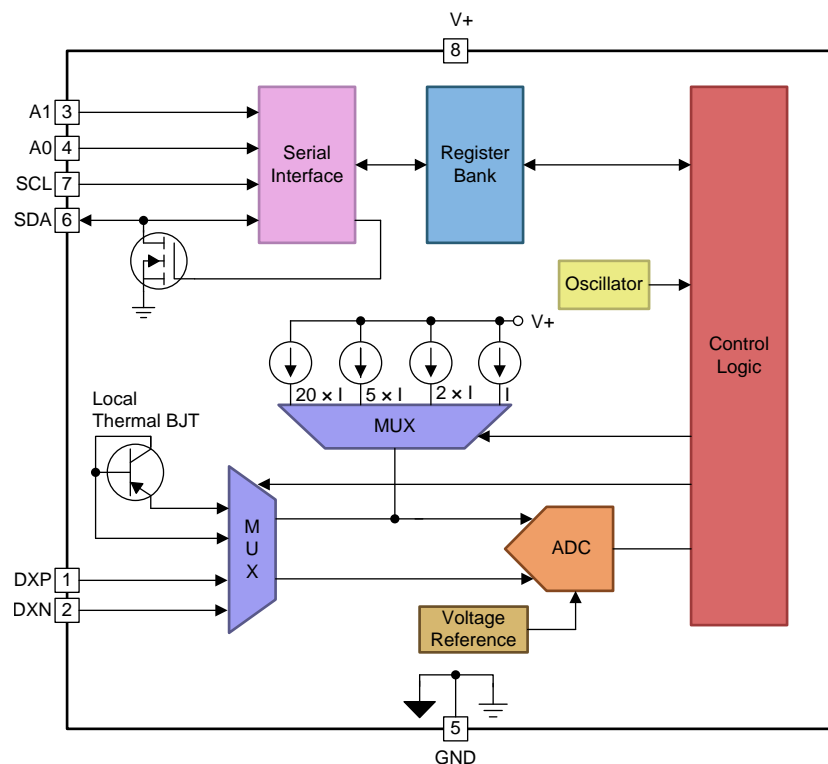 V+
8
A1 3
A0 4
SCL 7
SDA 6
Serial
Interface
Register
Bank
Oscillator
Control
Logic
V+
20 × I 5 × I 2 × I I
MUX
Local
Thermal BJT
M
U
X
ADC
DXP 1
DXN 2
Voltage
Reference
5
GND